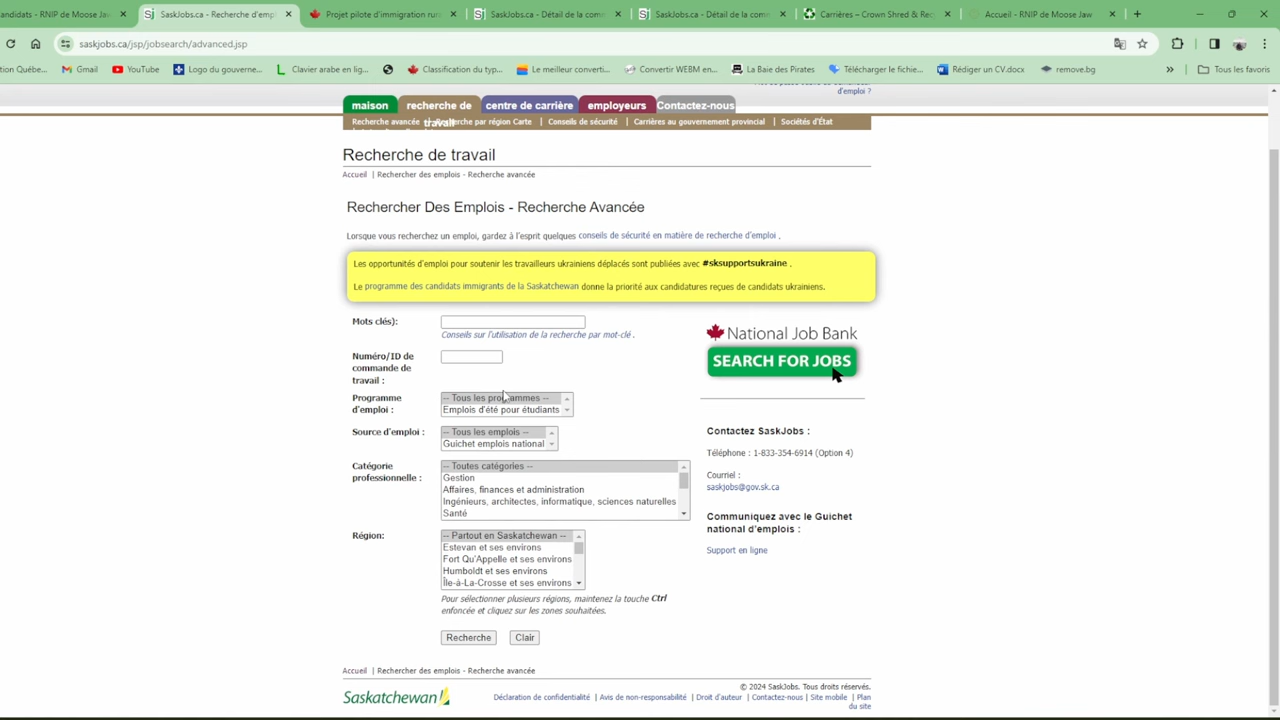 andidats - RNIP de Moose Jaw
SaskJobs.ca - Recherche d'empl
Projet pilote d'immigration rura
SaskJobs.ca - Détail de la comm
SaskJobs.ca - Détail de la comm
Carrières – Crown Shred & Recy
Accueil - RNIP de Moose Jaw
saskjobs.ca/jsp/jobsearch/advanced.jsp
tion Québe...
Gmail
YouTube
Logo du gouverne...
Clavier arabe en lig...
Classification du typ...
Le meilleur converti...
Convertir WEBM en...
La Baie des Pirates
Télécharger le fichie...
Rédiger un CV.docx
remove.bg
Tous les favoris
d'emploi ?
maison
recherche de travail
centre de carrière
employeurs
Contactez-nous
Recherche avancée | Recherche par région Carte | Conseils de sécurité | Carrières au gouvernement provincial | Sociétés d'État
Recherche de travail
Accueil | Rechercher des emplois - Recherche avancée
Rechercher Des Emplois - Recherche Avancée
Lorsque vous recherchez un emploi, gardez à l'esprit quelques conseils de sécurité en matière de recherche d'emploi .
Les opportunités d'emploi pour soutenir les travailleurs ukrainiens déplacés sont publiées avec #sksupportsukraine .
Le programme des candidats immigrants de la Saskatchewan donne la priorité aux candidatures reçues de candidats ukrainiens.
Mots clés):
Conseils sur l'utilisation de la recherche par mot-clé .
Numéro/ID de
commande de
travail :
Programme
d'emploi :
-- Tous les programmes --
Emplois d'été pour étudiants
Source d'emploi :
-- Tous les emplois --
Guichet emplois national
Catégorie
professionnelle :
-- Toutes catégories --
Gestion
Affaires, finances et administration
Ingénieurs, architectes, informatique, sciences naturelles
Santé
Région:
-- Partout en Saskatchewan --
Estevan et ses environs
Fort Qu'Appelle et ses environs
Humboldt et ses environs
Île-à-La-Crosse et ses environs
Pour sélectionner plusieurs régions, maintenez la touche Ctrl
enfoncée et cliquez sur les zones souhaitées.
Recherche
Clair
National Job Bank
SEARCH FOR JOBS
Contactez SaskJobs :
Téléphone : 1-833-354-6914 (Option 4)
Courriel :
saskjobs@gov.sk.ca
Communiquez avec le Guichet
national d'emplois :
Support en ligne
Accueil | Rechercher des emplois - Recherche avancée
Saskatchewan
© 2024 SaskJobs. Tous droits réservés.
Déclaration de confidentialité | Avis de non-responsabilité | Droit d'auteur | Contactez-nous | Site mobile | Plan
du site